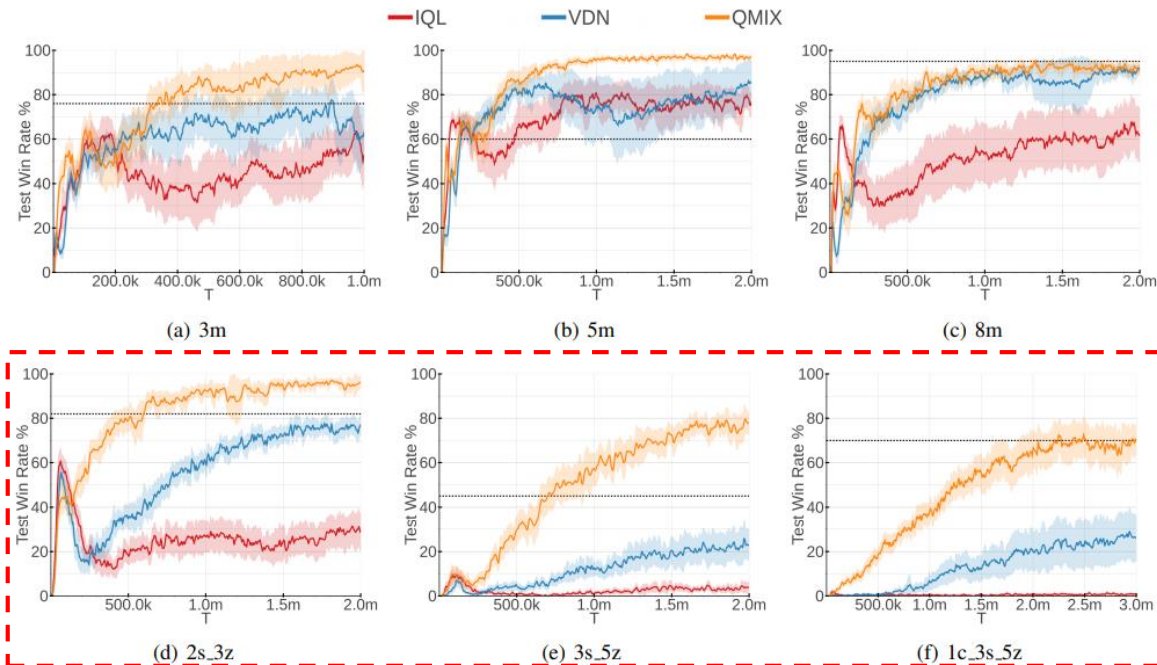 IQL VDN QMIX
Test Win Rate %
100
80
60
40
20
0
200.0k 400.0k 600.0k 800.0k 1.0m
T
(a) 3m
Test Win Rate %
100
80
60
40
20
0
500.0k 1.0m 1.5m 2.0m
T
(b) 5m
Test Win Rate %
100
80
60
40
20
0
500.0k 1.0m 1.5m 2.0m
T
(c) 8m
Test Win Rate %
100
80
60
40
20
0
500.0k 1.0m 1.5m 2.0m
T
(d) 2s_3z
Test Win Rate %
100
80
60
40
20
0
500.0k 1.0m 1.5m 2.0m
T
(e) 3s_5z
Test Win Rate %
100
80
60
40
20
0
500.0k 1.0m 1.5m 2.0m 2.5m 3.0m
T
(f) 1c_3s_5z